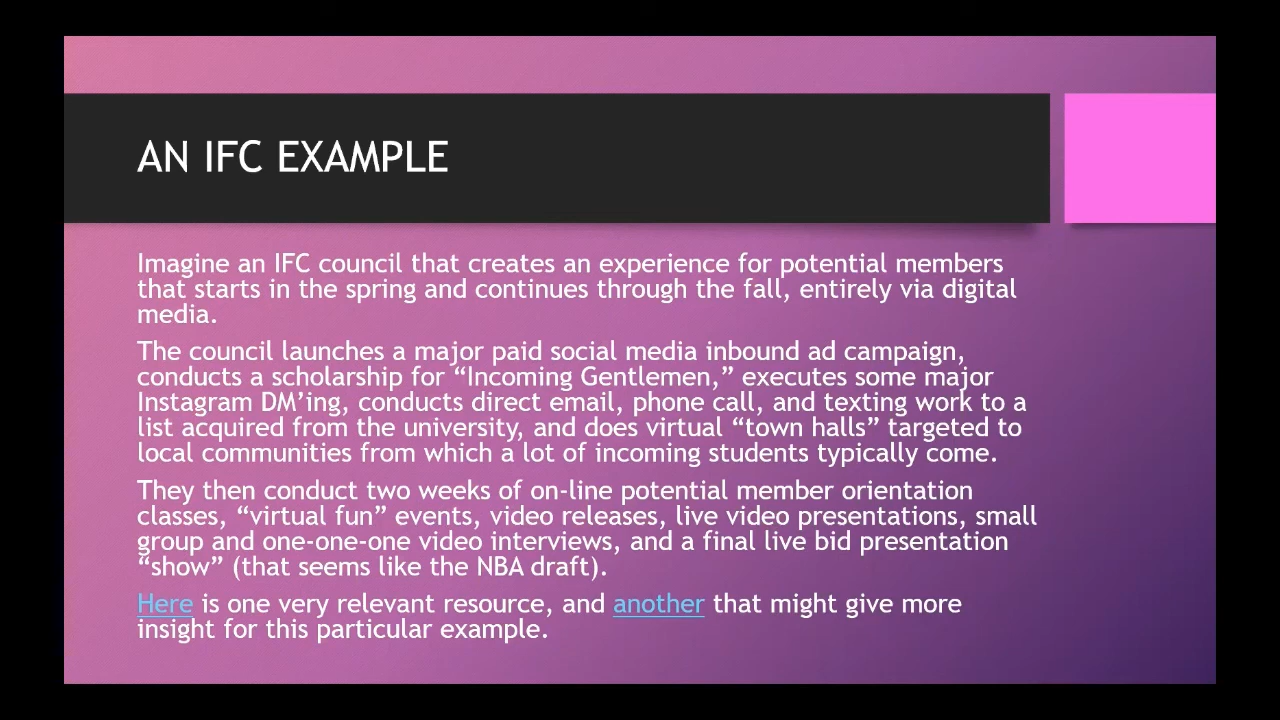 AN IFC EXAMPLE
Imagine an IFC council that creates an experience for potential members
that starts in the spring and continues through the fall, entirely via digital
media.
The council launches a major paid social media inbound ad campaign,
conducts a scholarship for “Incoming Gentlemen,” executes some major
Instagram DM’ing, conducts direct email, phone call, and texting work to a
list acquired from the university, and does virtual “town halls” targeted to
local communities from which a lot of incoming students typically come.
They then conduct two weeks of on-line potential member orientation
classes, “virtual fun” events, video releases, live video presentations, small
group and one-one-one video interviews, and a final live bid presentation
“show” (that seems like the NBA draft).
Here is one very relevant resource, and another that might give more
insight for this particular example.